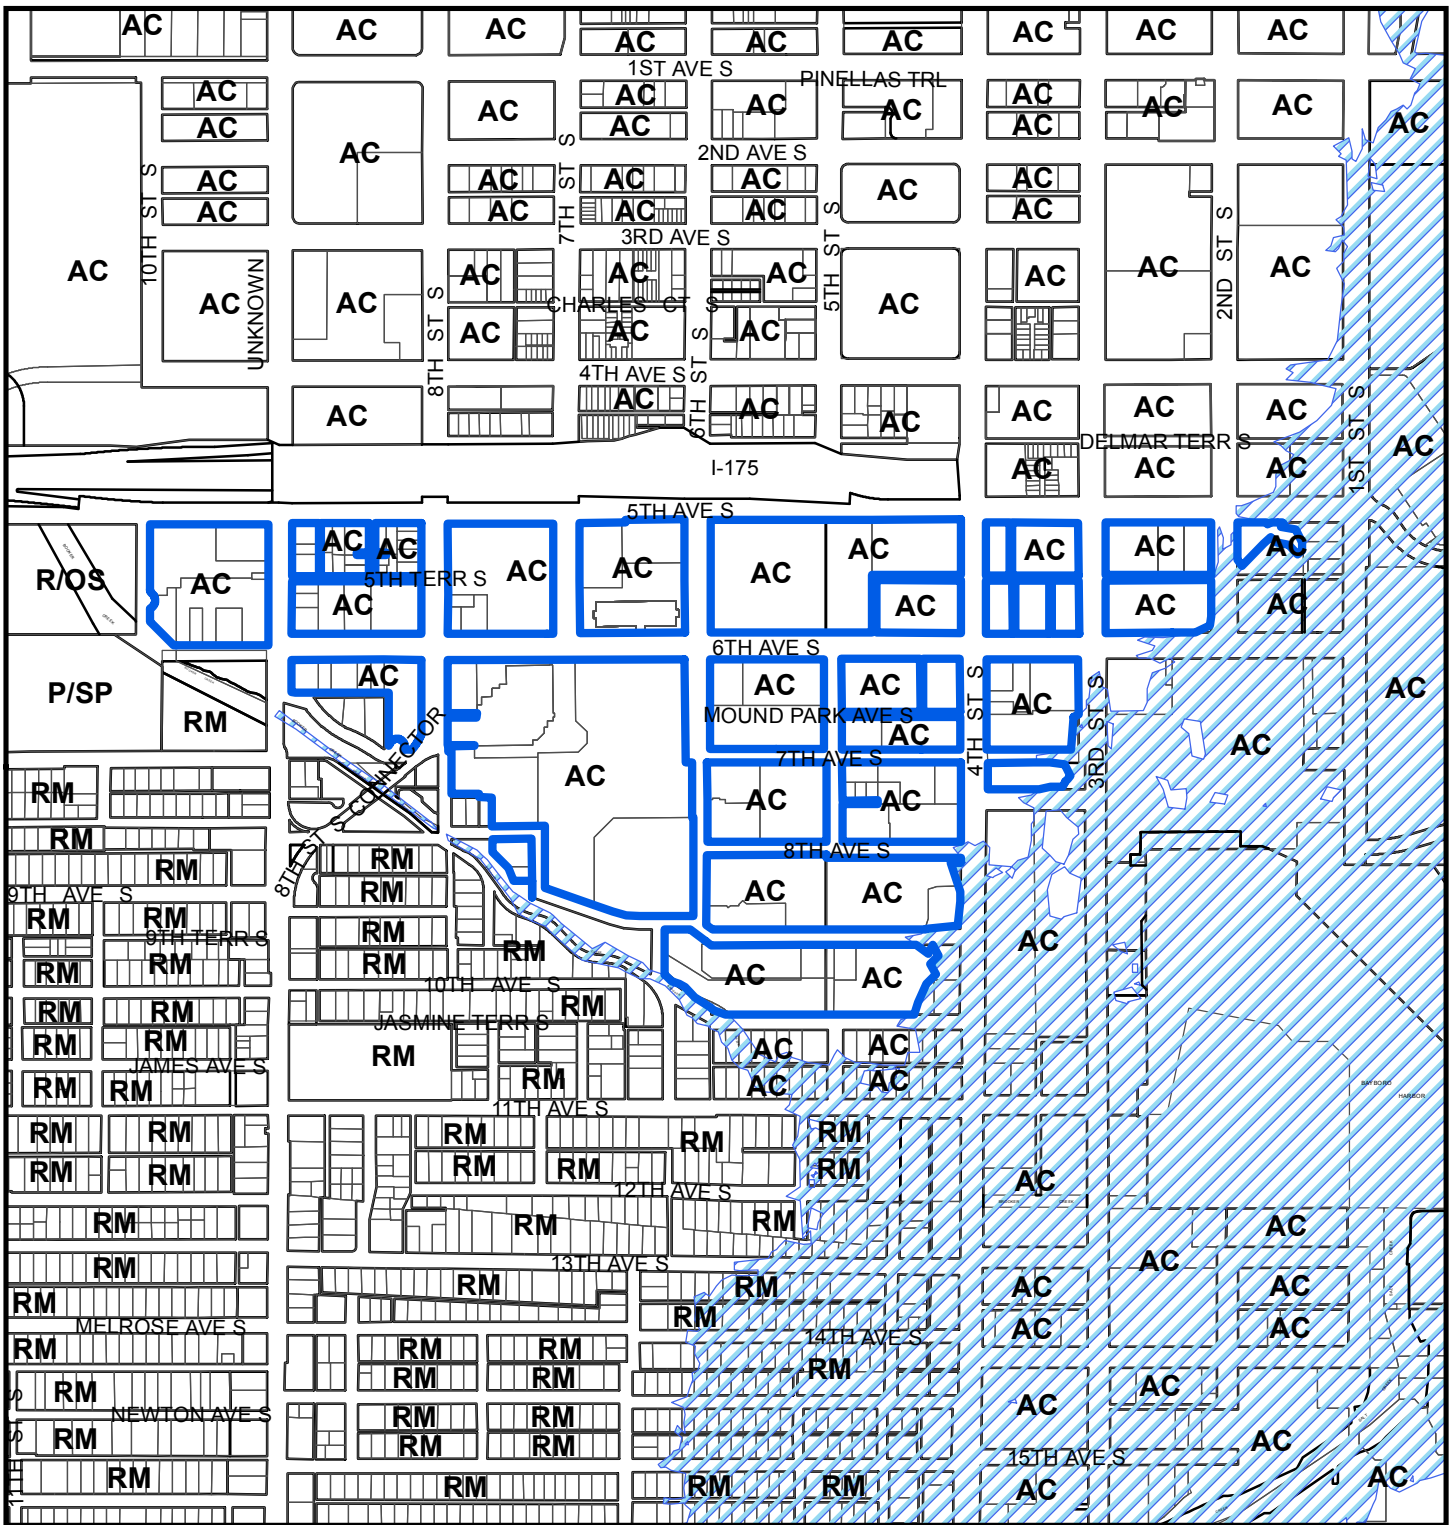 AC AC AC AC AC AC AC AC AC
1ST AVE S
PINELLAS TRL
AC AC AC AC AC AC AC AC AC
AC AC AC AC AC
2ND AVE S
10TH ST S
7TH ST S
AC AC AC AC AC AC
AC AC AC AC AC
5TH ST S
2ND ST S
3RD AVE S
AC AC AC AC AC AC AC AC AC AC
UNKNOWN
CHARLES CT S
8TH ST S
AC AC AC
6TH ST S
4TH AVE S
AC AC AC AC AC AC AC
1ST ST S
DELMAR TERR S
AC AC AC AC
I-175
5TH AVE S
R/OS
AC AC AC AC AC AC AC AC AC AC
5TH TERR S
AC AC AC AC
6TH AVE S
P/SP
RM
AC AC AC AC AC
MOUND PARK AVE S
4TH ST S
3RD ST S
AC AC
7TH AVE S
8TH ST S CONNECTOR
AC AC AC
RM
8TH AVE S
RM RM RM
9TH AVE S
RM AC AC
RM RM RM
9TH TERR S
RM AC
RM RM RM
AC AC
10TH AVE S
RM RM RM
JASMINE TERR S
RM RM RM AC AC
JAMES AVE S
RM RM RM AC AC
BAYBORO
HARBOR
11TH AVE S
RM RM RM RM RM
RM RM RM RM RM
12TH AVE S
AC
RM RM RM AC
13TH AVE S
AC
RM RM RM AC AC
RM RM
MELROSE AVE S
14TH AVE S
AC AC
RM RM RM RM
RM RM RM AC
11TH ST S
NEWTON AVE S
RM RM AC
RM RM RM AC
15TH AVE S
RM RM RM RM AC AC